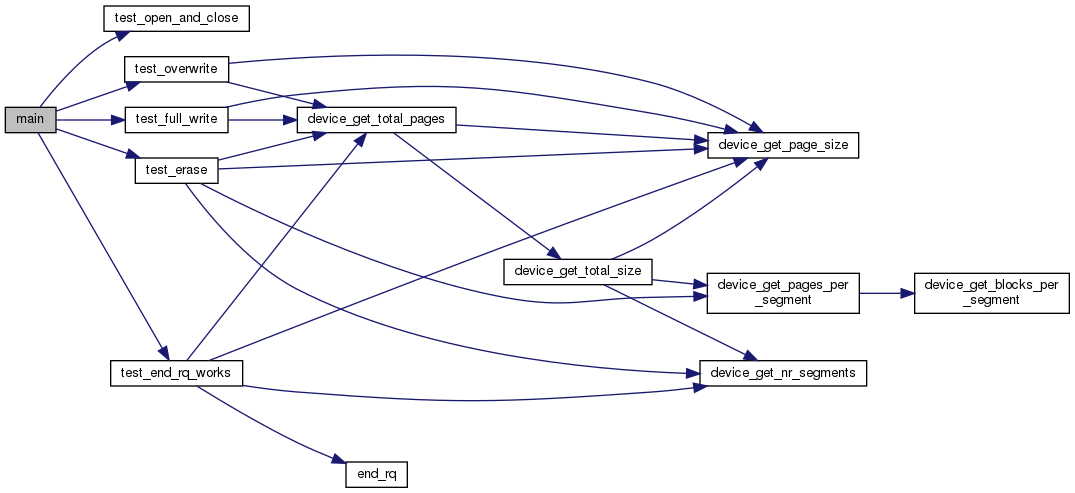 test_open_and_close
test_overwrite
main
test_full_write
device_get_total_pages
device_get_page_size
test_erase
device_get_total_size
device_get_pages_per
_segment
device_get_blocks_per
_segment
test_end_rq_works
device_get_nr_segments
end_rq